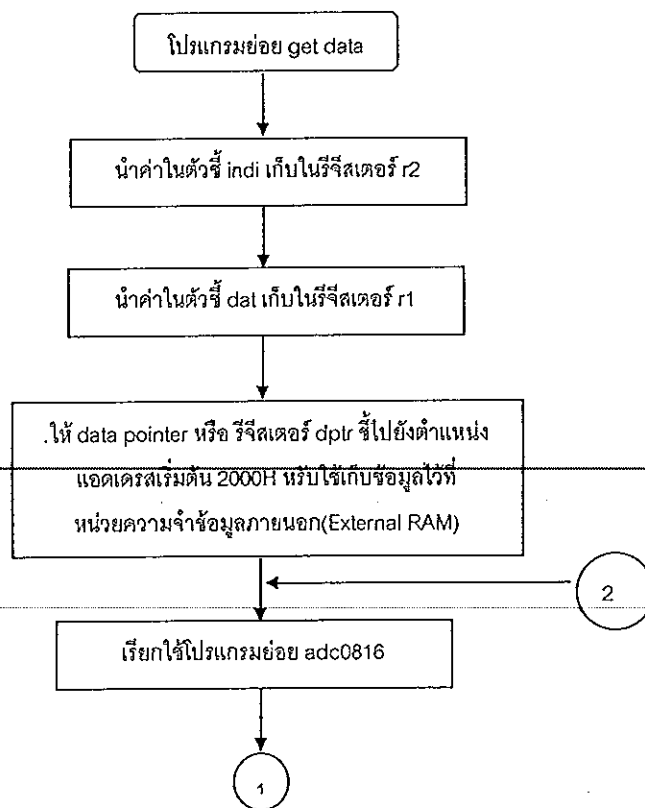 โปรแกรมย่อย get data
นำค่าในตัวชี้ indi เก็บในรีจีสเตอร์ r2
นำค่าในตัวชี้ dat เก็บในรีจีสเตอร์ r1
.ให้ data pointer หรือ รีจีสเตอร์ dptr ชี้ไปยังตำแหน่ง
แอดเดรสเริ่มต้น 2000H หรับใช้เก็บข้อมูลไว้ที่
หน่วยความจำข้อมูลภายนอก(External RAM)
2
เรียกใช้โปรแกรมย่อย adc0816
1